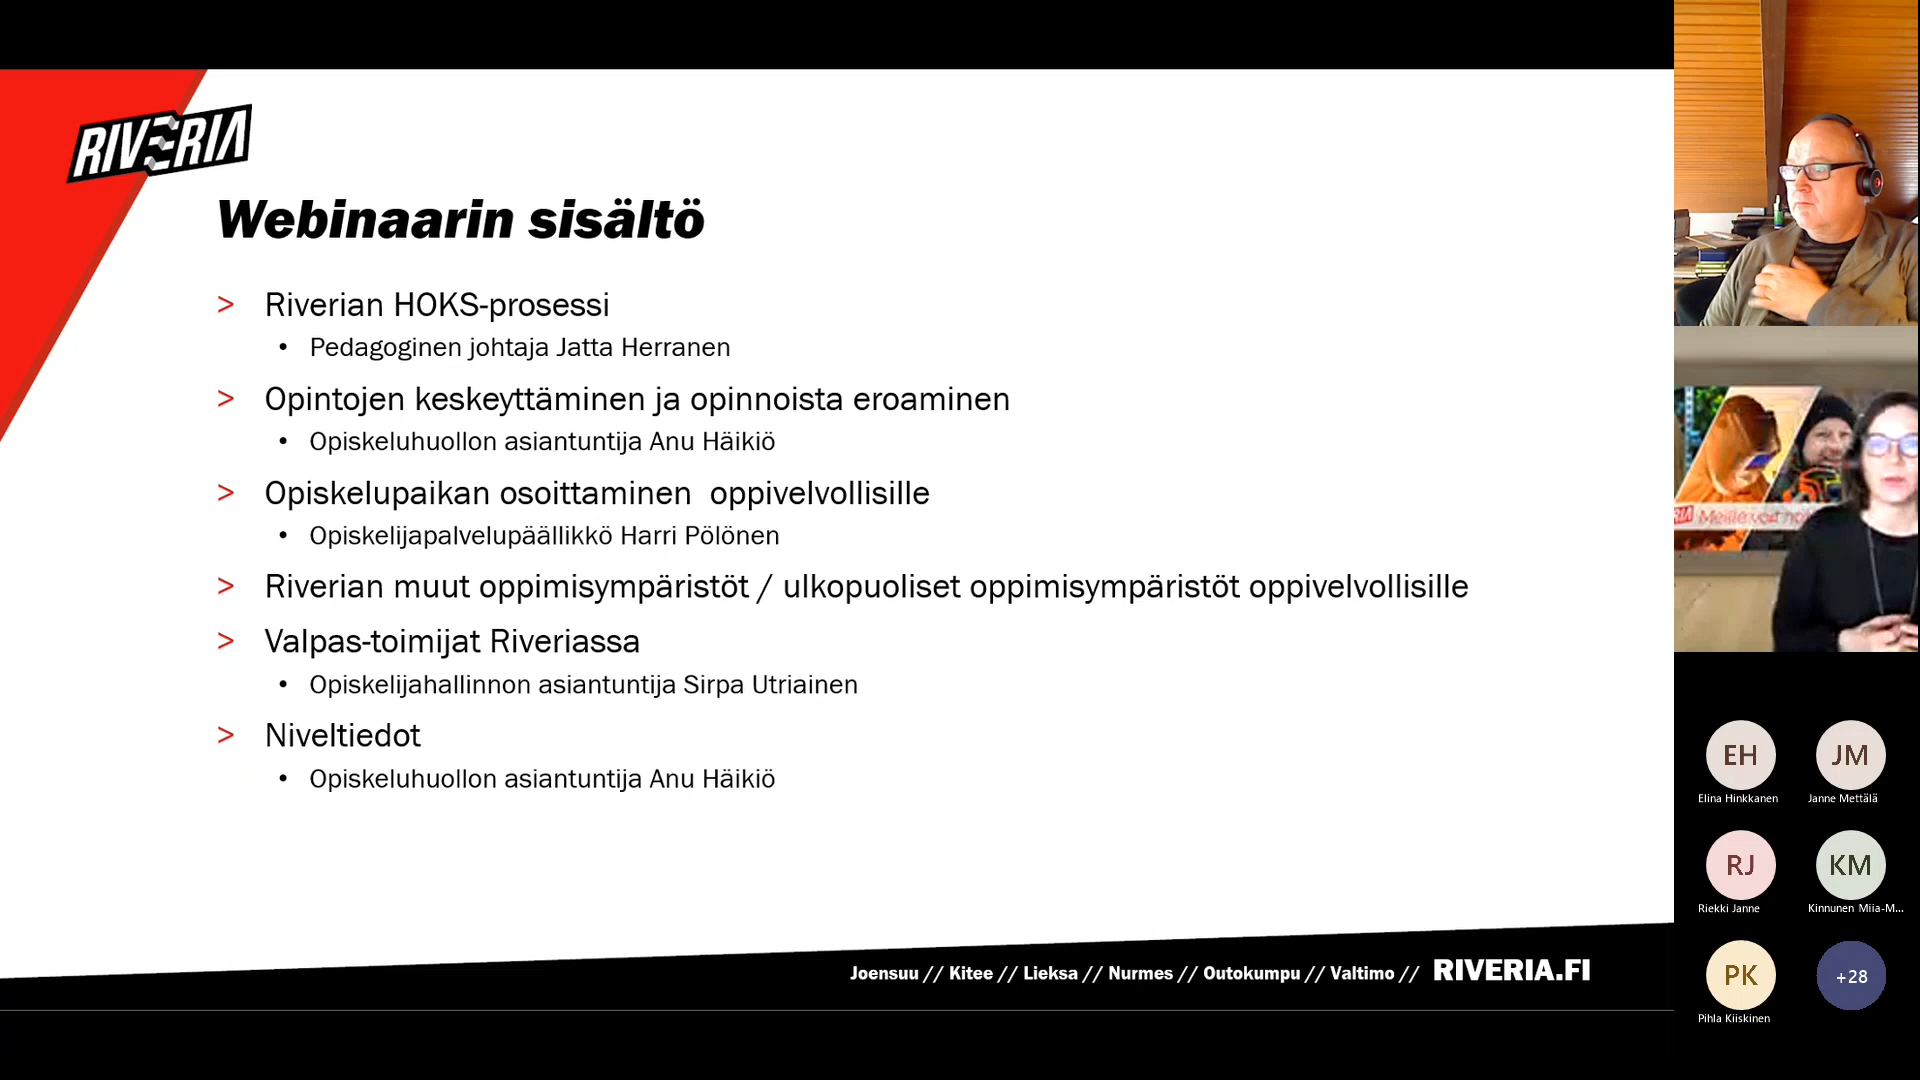 RIVERIA
Webinaarin sisältö
> Riverian HOKS-prosessi
• Pedagoginen johtaja Jatta Herranen
> Opintojen keskeyttäminen ja opinnoista eroaminen
• Opiskeluhuollon asiantuntija Anu Häikiö
> Opiskelupaikan osoittaminen  oppivelvollisille
• Opiskelijapalvelupäällikkö Harri Pölönen
> Riverian muut oppimisympäristöt / ulkopuoliset oppimisympäristöt oppivelvollisille
> Valpas-toimijat Riveriassa
• Opiskelijahallinnon asiantuntija Sirpa Utriainen
> Niveltiedot
• Opiskeluhuollon asiantuntija Anu Häikiö
Joensuu // Kitee // Lieksa // Nurmes // Outokumpu // Valtimo // RIVERIA.FI
EH
Elina Hinkkanen
JM
Janne Mettälä
RJ
Riekki Janne
KM
Kinnunen Miia-M...
PK
Pihla Kiiskinen
+28